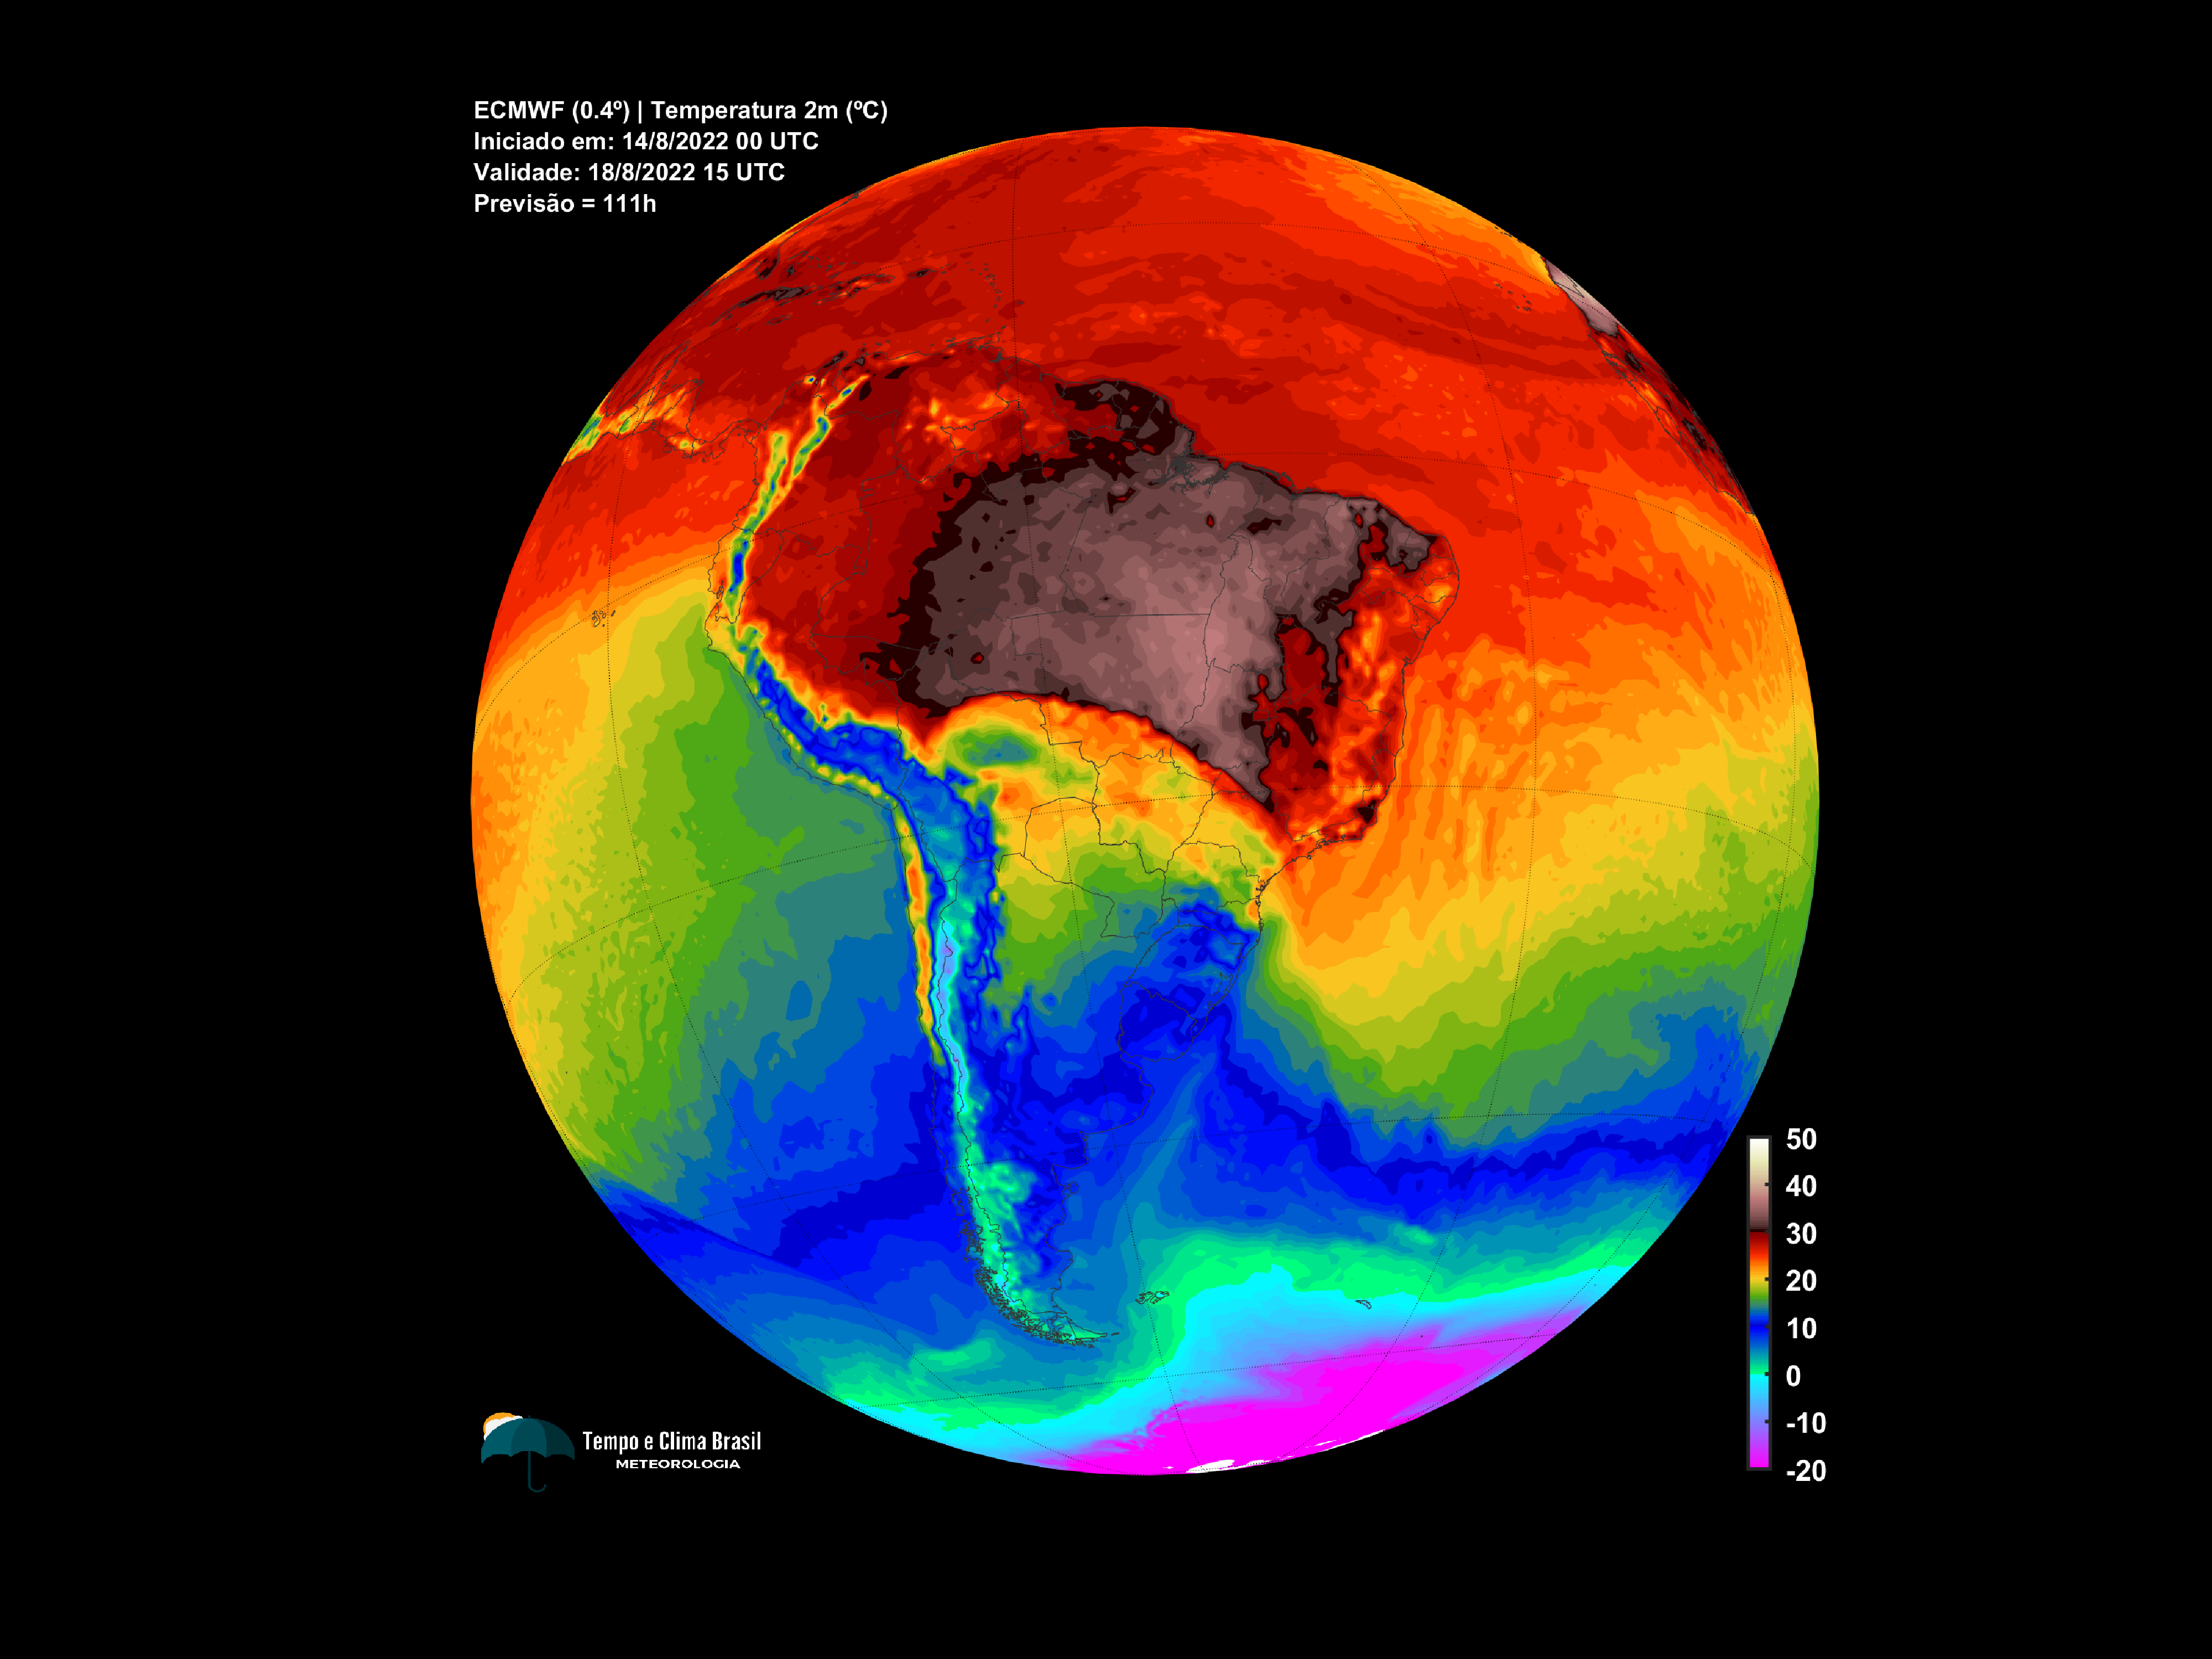 ECMWF (0.4º) | Temperatura 2m (ºC)
Iniciado em: 14/8/2022 00 UTC
Validade: 18/8/2022 15 UTC
Previsão = 111h
50
40
30
20
10
0
-10
-20
Tempo e Clima Brasil
METEOROLOGIA